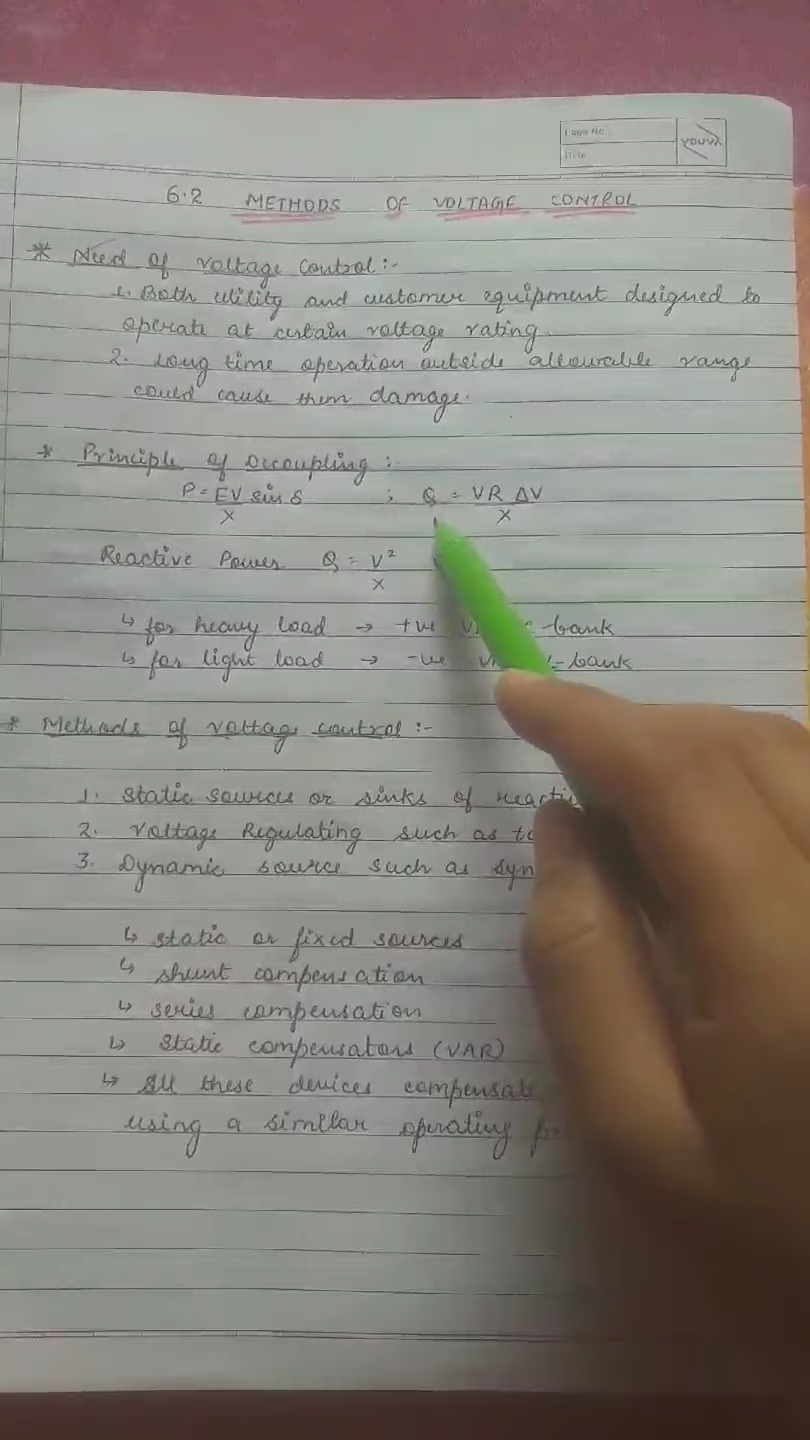 Page No.
Date
YOUVA
6.2 METHODS OF VOLTAGE CONTROL
* Need of voltage control :-
1. Both utility and customer equipment designed to
operate at certain voltage rating.
2. Long time operation outside allowable range
could cause them damage.
* Principle of Decoupling :-
P = EV sin δ / X ; Q = VR ΔV / X
Reactive Power Q = V² / X
↳ for heavy load → +ve bank
↳ for light load → -ve bank
* Methods of voltage control :-
1. Static sources or sinks of
2. Voltage Regulating such as
3. Dynamic source such as
↳ static or fixed sources
↳ shunt compensation
↳ series compensation
↳ static compensators (VAR)
↳ All these devices
using a similar operating